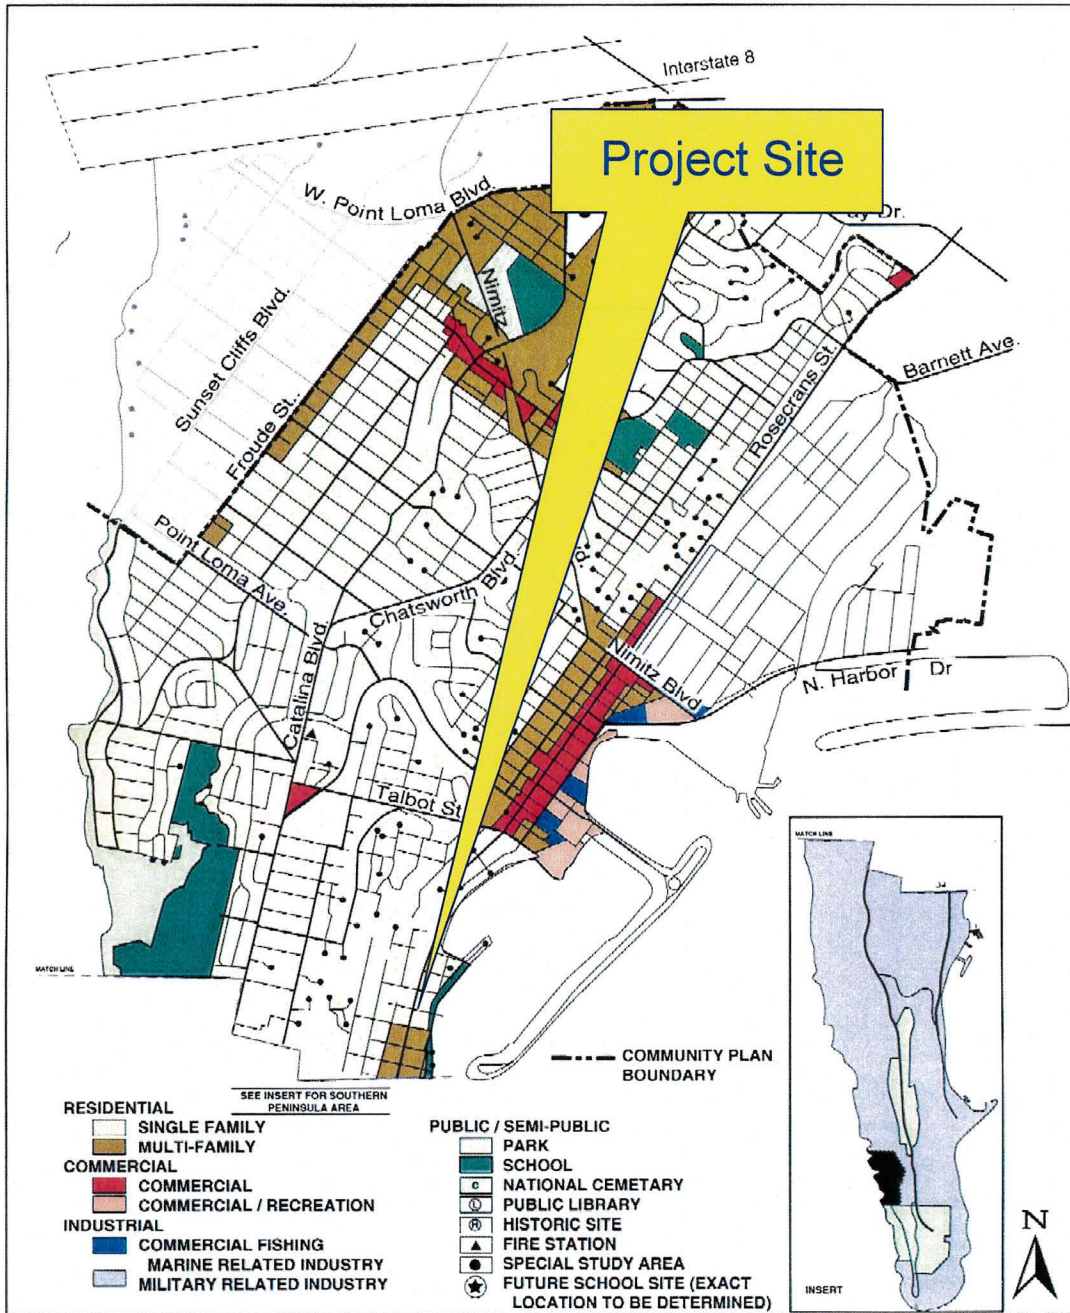 Interstate 8
Project Site
W. Point Loma Blvd.
ay Dr.
Nimitz
Sunset Cliffs Blvd.
Froude St.
Rosecrans St.
Barnett Ave.
Point Loma Ave.
Chatsworth Blvd.
Catalina Blvd.
Nimitz Blvd
N. Harbor Dr
Talbot St
MATCH LINE
MATCH LINE
COMMUNITY PLAN
BOUNDARY
SEE INSERT FOR SOUTHERN
PENINSULA AREA
RESIDENTIAL
SINGLE FAMILY
MULTI-FAMILY
COMMERCIAL
COMMERCIAL
COMMERCIAL / RECREATION
INDUSTRIAL
COMMERCIAL FISHING
MARINE RELATED INDUSTRY
MILITARY RELATED INDUSTRY
PUBLIC / SEMI-PUBLIC
PARK
SCHOOL
C NATIONAL CEMETARY
L PUBLIC LIBRARY
H HISTORIC SITE
FIRE STATION
SPECIAL STUDY AREA
FUTURE SCHOOL SITE (EXACT
LOCATION TO BE DETERMINED)
INSERT
N